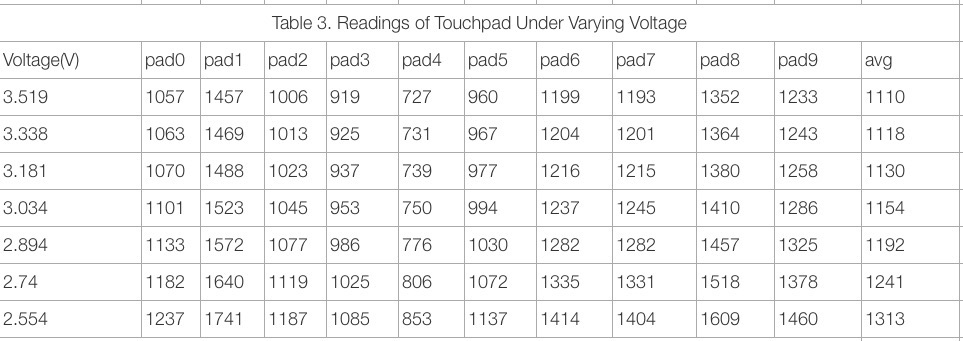 Table 3. Readings of Touchpad Under Varying Voltage
Voltage(V) pad0 pad1 pad2 pad3 pad4 pad5 pad6 pad7 pad8 pad9 avg
3.519 1057 1457 1006 919 727 960 1199 1193 1352 1233 1110
3.338 1063 1469 1013 925 731 967 1204 1201 1364 1243 1118
3.181 1070 1488 1023 937 739 977 1216 1215 1380 1258 1130
3.034 1101 1523 1045 953 750 994 1237 1245 1410 1286 1154
2.894 1133 1572 1077 986 776 1030 1282 1282 1457 1325 1192
2.74 1182 1640 1119 1025 806 1072 1335 1331 1518 1378 1241
2.554 1237 1741 1187 1085 853 1137 1414 1404 1609 1460 1313